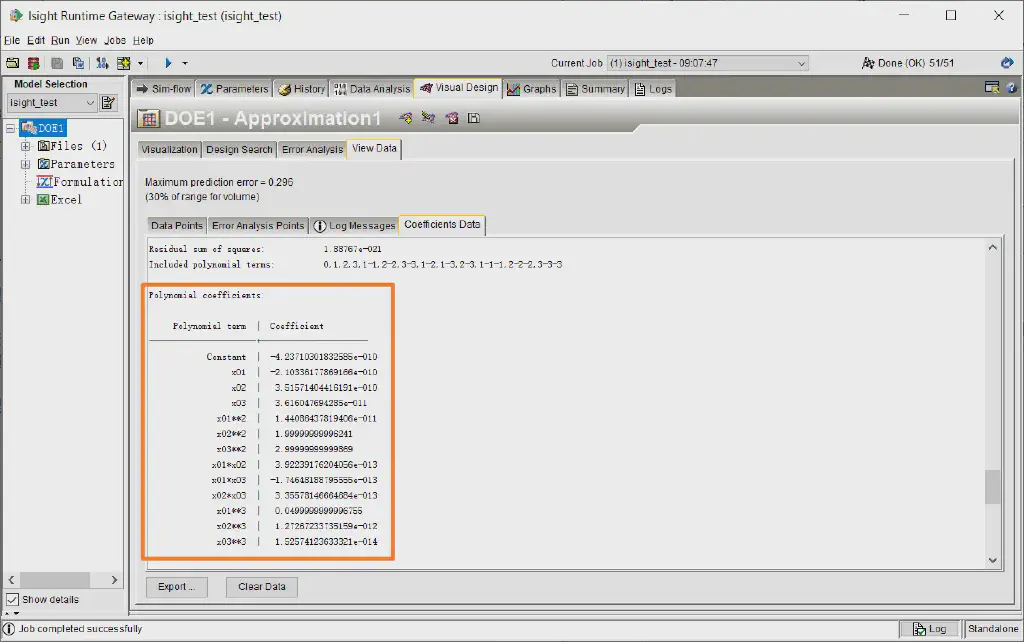 Isight Runtime Gateway : isight_test (isight_test)
File Edit Run View Jobs Help
Current Job (1) isight_test - 09:07:47 Done (OK) 51/51
Model Selection
isight_test
Sim-flow Parameters History Data Analysis Visual Design Graphs Summary Logs
DOE1 - Approximation1
DOE1
Files (1)
Parameters
Formulation
Excel
Visualization Design Search Error Analysis View Data
Maximum prediction error = 0.296
(30% of range for volume)
Data Points Error Analysis Points Log Messages Coefficients Data
Residual sum of squares: 1.88767e-021
Included polynomial terms: 0,1,2,3,1-1,2-2,3-3,1-2,1-3,2-3,1-1-1,2-2-2,3-3-3
Polynomial coefficients
Polynomial term | Coefficient
Constant | -4.23710301832585e-010
x01 | -2.10336177869166e-010
x02 | 3.51571404416191e-010
x03 | 3.616047694285e-011
x01**2 | 1.44086437819406e-011
x02**2 | 1.99999999996241
x03**2 | 2.99999999999869
x01*x02 | 3.92239176204056e-013
x01*x03 | -1.74648188795555e-013
x02*x03 | 3.35578146664684e-013
x01**3 | 0.0499999999996755
x02**3 | 1.27267233735159e-012
x03**3 | 1.52574123633321e-014
Export ... Clear Data
Show details
Job completed successfully
Log Standalone